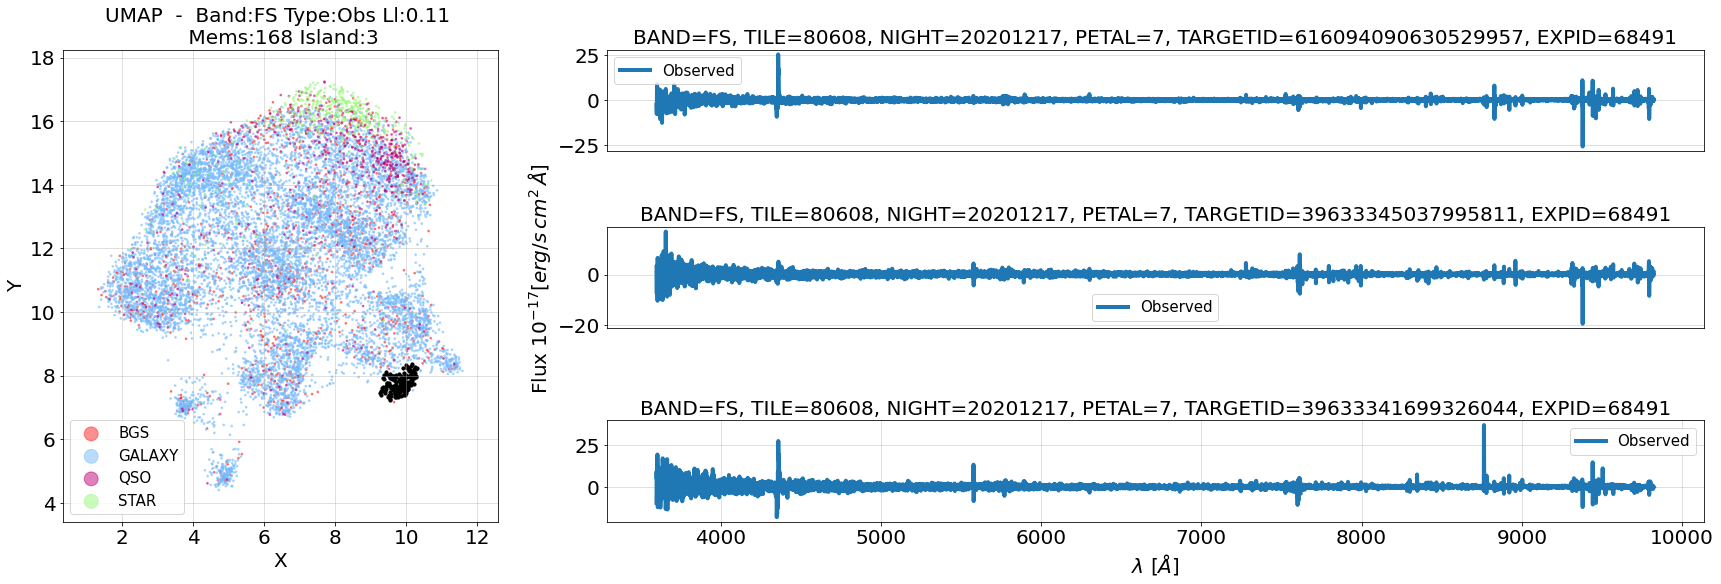 UMAP - Band:FS Type:Obs Ll:0.11
Mems:168 Island:3
18
16
14
12
10
8
6
4
Y
BGS
GALAXY
QSO
STAR
2
4
6
8
10
12
X
BAND=FS, TILE=80608, NIGHT=20201217, PETAL=7, TARGETID=616094090630529957, EXPID=68491
25
0
−25
Observed
Flux 10⁻¹⁷[erg/s cm² Å]
BAND=FS, TILE=80608, NIGHT=20201217, PETAL=7, TARGETID=39633345037995811, EXPID=68491
0
−20
Observed
BAND=FS, TILE=80608, NIGHT=20201217, PETAL=7, TARGETID=39633341699326044, EXPID=68491
25
0
Observed
4000
5000
6000
7000
8000
9000
10000
λ [Å]